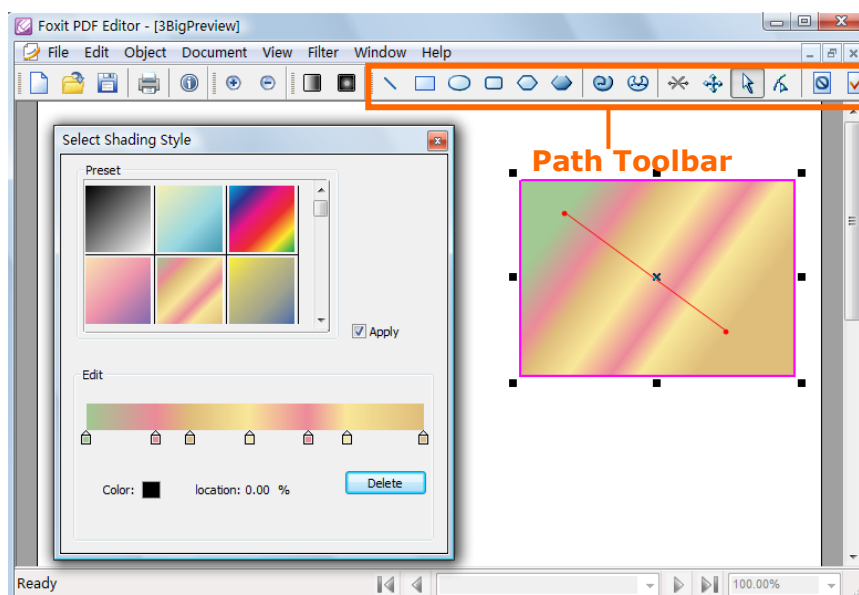 Foxit PDF Editor - [3BigPreview]
File Edit Object Document View Filter Window Help
Path Toolbar
Select Shading Style
Preset
Apply
Edit
Color:
location: 0.00 %
Delete
Ready
100.00%